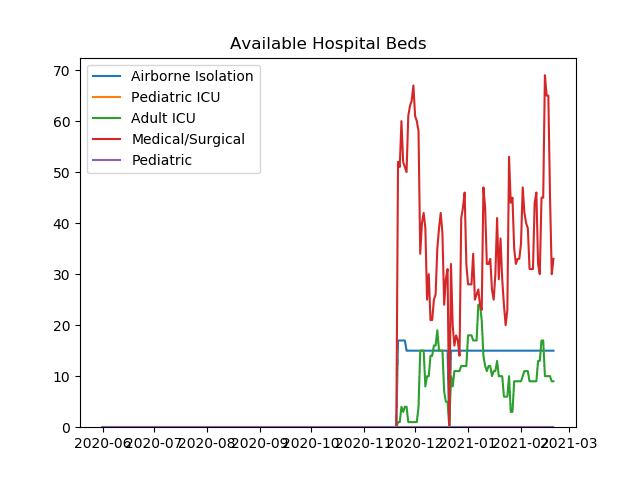 Available Hospital Beds
Airborne Isolation
Pediatric ICU
Adult ICU
Medical/Surgical
Pediatric
70
60
50
40
30
20
10
0
2020-06 2020-07 2020-08 2020-09 2020-10 2020-11 2020-12 2021-01 2021-02 2021-03